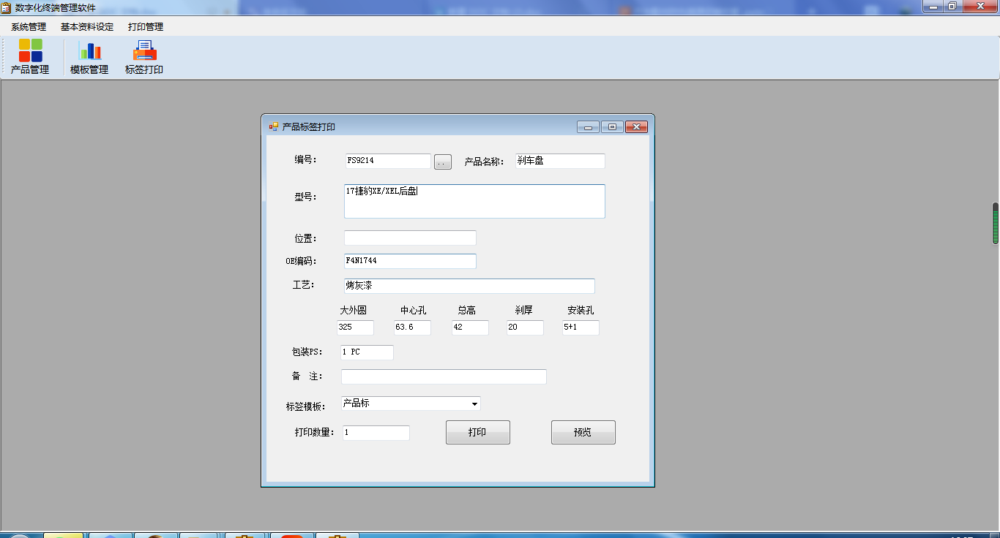 数字化终端管理软件
系统管理 基本资料设定 打印管理
产品管理 模板管理 标签打印
产品标签打印
编号： FS9214 .. 产品名称： 刹车盘
型号： 17捷豹XE/XEL后盘
位置：
OE编码： F4N1744
工艺： 烤灰漆
大外圆 中心孔 总高 刹厚 安装孔
325 63.6 42 20 5+1
包装PS： 1 PC
备 注：
标签模板： 产品标
打印数量： 1 打印 预览